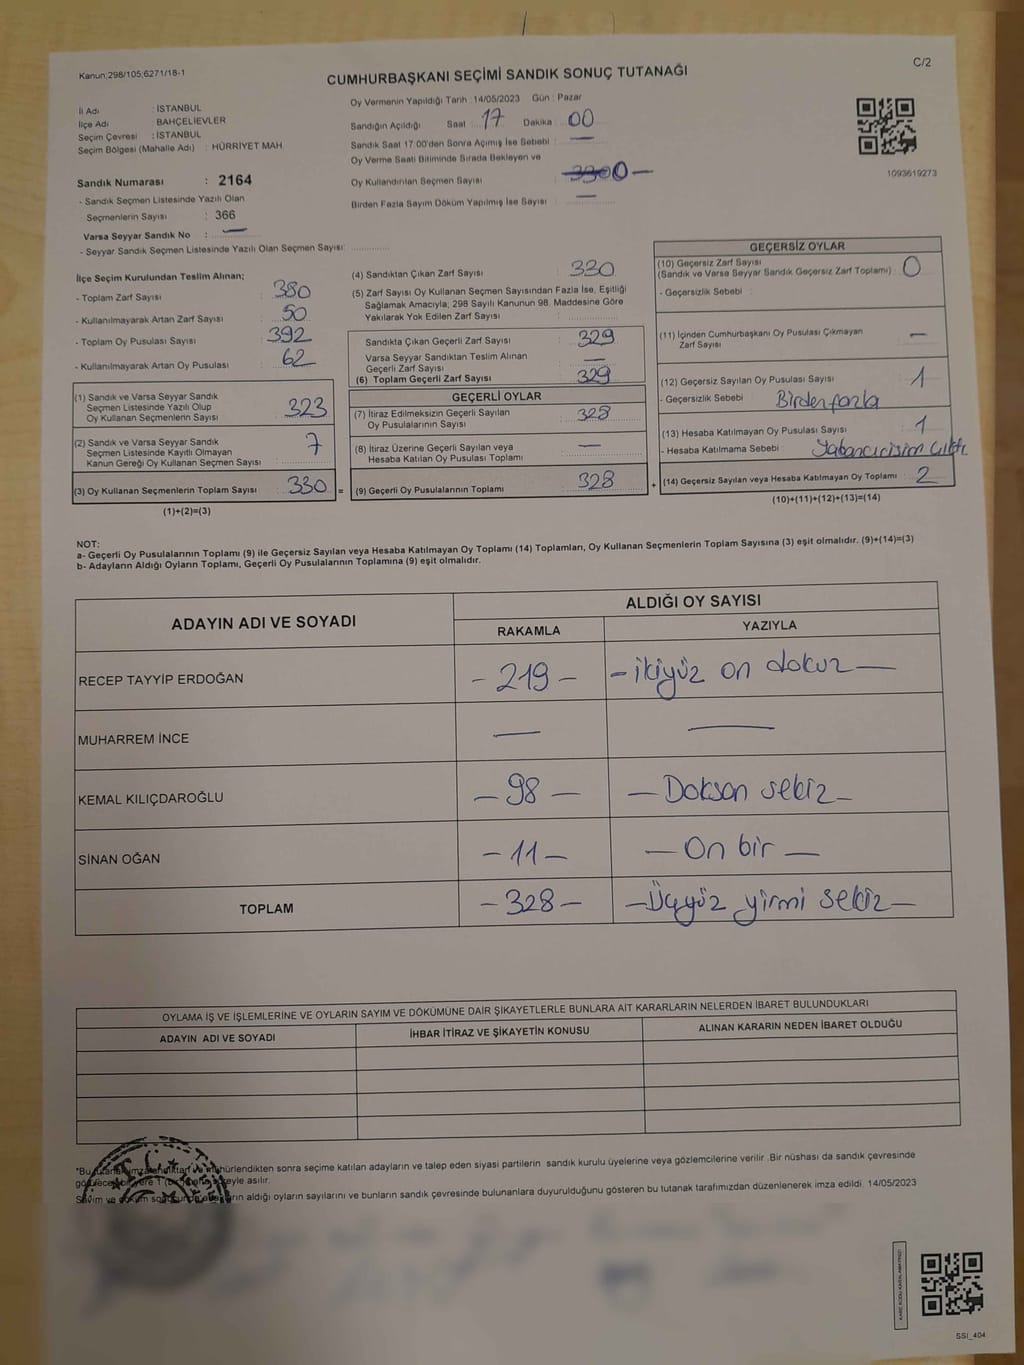 Kanun;298/105;6271/18-1
C/2
CUMHURBAŞKANI SEÇİMİ SANDIK SONUÇ TUTANAĞI
İl Adı : İSTANBUL
İlçe Adı BAHÇELİEVLER
Seçim Çevresi : İSTANBUL
Seçim Bölgesi (Mahalle Adı) : HÜRRİYET MAH.
Sandık Numarası : 2164
- Sandık Seçmen Listesinde Yazılı Olan
Seçmenlerin Sayısı : 366
Varsa Seyyar Sandık No : —
- Seyyar Sandık Seçmen Listesinde Yazılı Olan Seçmen Sayısı:
Oy Vermenin Yapıldığı Tarih : 14/05/2023 Gün : Pazar
Sandığın Açıldığı Saat : 17 Dakika : 00
Sandık Saat 17.00'den Sonra Açımış İse Sebebi : —
Oy Verme Saati Bitiminde Sırada Bekleyen ve
Oy Kullandırılan Seçmen Sayısı : 0 —
Birden Fazla Sayım Döküm Yapılmış İse Sayısı : —
1093619273
İlçe Seçim Kurulundan Teslim Alınan;
- Toplam Zarf Sayısı : 380
- Kullanılmayarak Artan Zarf Sayısı : 50
- Toplam Oy Pusulası Sayısı : 392
- Kullanılmayarak Artan Oy Pusulası : 62
(1) Sandık ve Varsa Seyyar Sandık
Seçmen Listesinde Yazılı Olup
Oy Kullanan Seçmenlerin Sayısı : 323
(2) Sandık ve Varsa Seyyar Sandık
Seçmen Listesinde Kayıtlı Olmayan
Kanun Gereği Oy Kullanan Seçmen Sayısı : 7
(3) Oy Kullanan Seçmenlerin Toplam Sayısı : 330 =
(1)+(2)=(3)
(4) Sandıktan Çıkan Zarf Sayısı : 330
(5) Zarf Sayısı Oy Kullanan Seçmen Sayısından Fazla İse, Eşitliği
Sağlamak Amacıyla; 298 Sayılı Kanunun 98. Maddesine Göre
Yakılarak Yok Edilen Zarf Sayısı :
Sandıkta Çıkan Geçerli Zarf Sayısı : 329
Varsa Seyyar Sandıktan Teslim Alınan
Geçerli Zarf Sayısı : —
(6) Toplam Geçerli Zarf Sayısı : 329
GEÇERLİ OYLAR
(7) İtiraz Edilmeksizin Geçerli Sayılan
Oy Pusulalarının Sayısı : 328
(8) İtiraz Üzerine Geçerli Sayılan veya
Hesaba Katılan Oy Pusulası Toplamı : —
(9) Geçerli Oy Pusulalarının Toplamı : 328 +
GEÇERSİZ OYLAR
(10) Geçersiz Zarf Sayısı
(Sandık ve Varsa Seyyar Sandık Geçersiz Zarf Toplamı) : 0
- Geçersizlik Sebebi :
(11) İçinden Cumhurbaşkanı Oy Pusulası Çıkmayan
Zarf Sayısı : —
(12) Geçersiz Sayılan Oy Pusulası Sayısı : 1
- Geçersizlik Sebebi Birden fazla
(13) Hesaba Katılmayan Oy Pusulası Sayısı : 1
- Hesaba Katılmama Sebebi : Yabancı cisim çıktı
(14) Geçersiz Sayılan veya Hesaba Katılmayan Oy Toplamı : 2
(10)+(11)+(12)+(13)=(14)
NOT:
a- Geçerli Oy Pusulalarının Toplamı (9) ile Geçersiz Sayılan veya Hesaba Katılmayan Oy Toplamı (14) Toplamları, Oy Kullanan Seçmenlerin Toplam Sayısına (3) eşit olmalıdır. (9)+(14)=(3)
b- Adayların Aldığı Oyların Toplamı, Geçerli Oy Pusulalarının Toplamına (9) eşit olmalıdır.
ADAYIN ADI VE SOYADI
ALDIĞI OY SAYISI
RAKAMLA YAZIYLA
RECEP TAYYİP ERDOĞAN - 219 - - ikiyüz on dokuz —
MUHARREM İNCE — —
KEMAL KILIÇDAROĞLU — 98 — — Doksan sekiz —
SİNAN OĞAN — 11 — — On bir —
TOPLAM — 328 — — Üçyüz yirmi sekiz —
OYLAMA İŞ VE İŞLEMLERİNE VE OYLARIN SAYIM VE DÖKÜMÜNE DAİR ŞİKAYETLERLE BUNLARA AİT KARARLARIN NELERDEN İBARET BULUNDUKLARI
ADAYIN ADI VE SOYADI İHBAR İTİRAZ VE ŞİKAYETİN KONUSU ALINAN KARARIN NEDEN İBARET OLDUĞU
*Bu tutanak imzalandıktan ve mühürlendikten sonra seçime katılan adayların ve talep eden siyasi partilerin sandık kurulu üyelerine veya gözlemcilerine verilir .Bir nüshası da sandık çevresinde
görülecek bir yere 1 (bir) süreyle asılır.
Sayım ve döküm aldığı oyların sayılarını ve bunların sandık çevresinde bulunanlara duyurulduğunu gösteren bu tutanak tarafımızdan düzenlenerek imza edildi. 14/05/2023
SSI_404